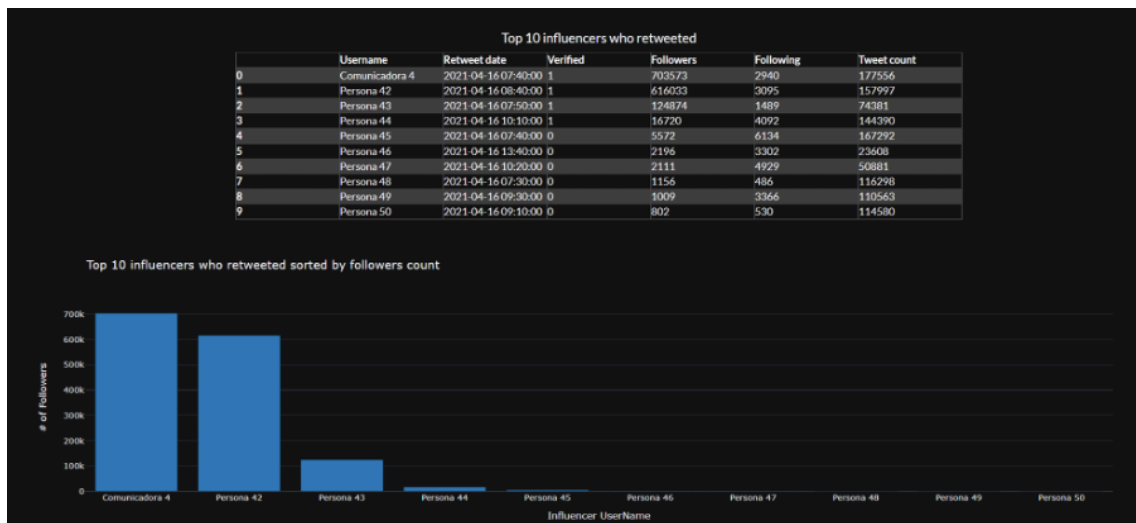 Top 10 influencers who retweeted
Username Retweet date Verified Followers Following Tweet count
0 Comunicadora 4 2021-04-16 07:40:00 1 703573 2940 177556
1 Persona 42 2021-04-16 08:40:00 1 616033 3095 157997
2 Persona 43 2021-04-16 07:50:00 1 124874 1489 74381
3 Persona 44 2021-04-16 10:10:00 1 16720 4092 144390
4 Persona 45 2021-04-16 07:40:00 0 5572 6134 167292
5 Persona 46 2021-04-16 13:40:00 0 2196 3302 23608
6 Persona 47 2021-04-16 10:20:00 0 2111 4929 50881
7 Persona 48 2021-04-16 07:30:00 0 1156 486 116298
8 Persona 49 2021-04-16 09:30:00 0 1009 3366 110563
9 Persona 50 2021-04-16 09:10:00 0 802 530 114580
Top 10 influencers who retweeted sorted by followers count
700k
600k
500k
400k
300k
200k
100k
0
# of Followers
Comunicadora 4 Persona 42 Persona 43 Persona 44 Persona 45 Persona 46 Persona 47 Persona 48 Persona 49 Persona 50
Influencer UserName